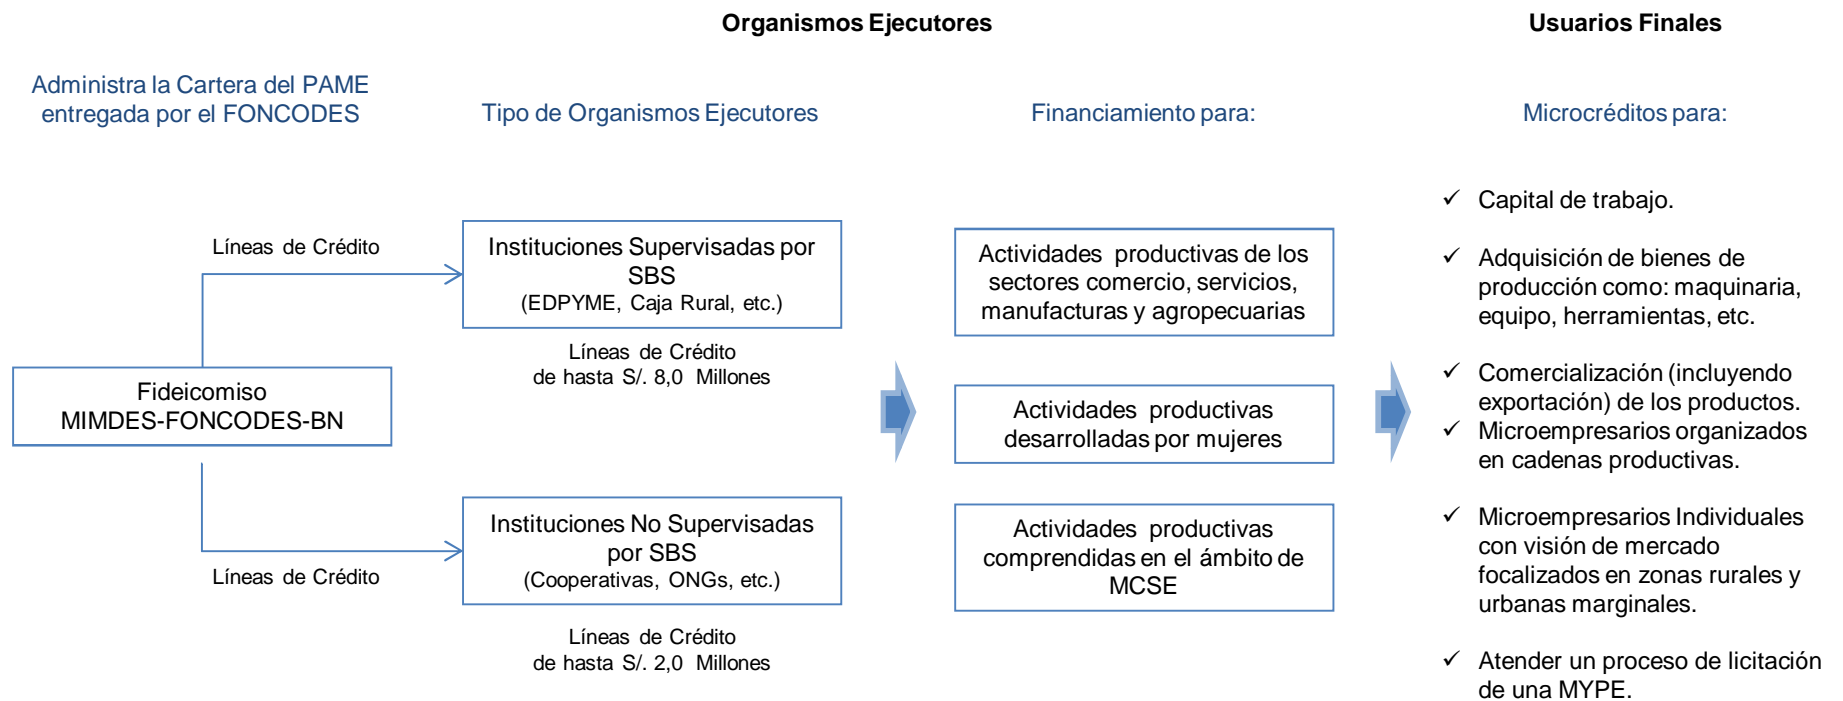 Organismos Ejecutores
Usuarios Finales
Administra la Cartera del PAME
entregada por el FONCODES
Tipo de Organismos Ejecutores
Financiamiento para:
Microcréditos para:
Líneas de Crédito
Fideicomiso
MIMDES-FONCODES-BN
Líneas de Crédito
Instituciones Supervisadas por
SBS
(EDPYME, Caja Rural, etc.)
Líneas de Crédito
de hasta S/. 8,0 Millones
Instituciones No Supervisadas
por SBS
(Cooperativas, ONGs, etc.)
Líneas de Crédito
de hasta S/. 2,0 Millones
Actividades productivas de los
sectores comercio, servicios,
manufacturas y agropecuarias
Actividades productivas
desarrolladas por mujeres
Actividades productivas
comprendidas en el ámbito de
MCSE
✓ Capital de trabajo.
✓ Adquisición de bienes de
producción como: maquinaria,
equipo, herramientas, etc.
✓ Comercialización (incluyendo
exportación) de los productos.
✓ Microempresarios organizados
en cadenas productivas.
✓ Microempresarios Individuales
con visión de mercado
focalizados en zonas rurales y
urbanas marginales.
✓ Atender un proceso de licitación
de una MYPE.